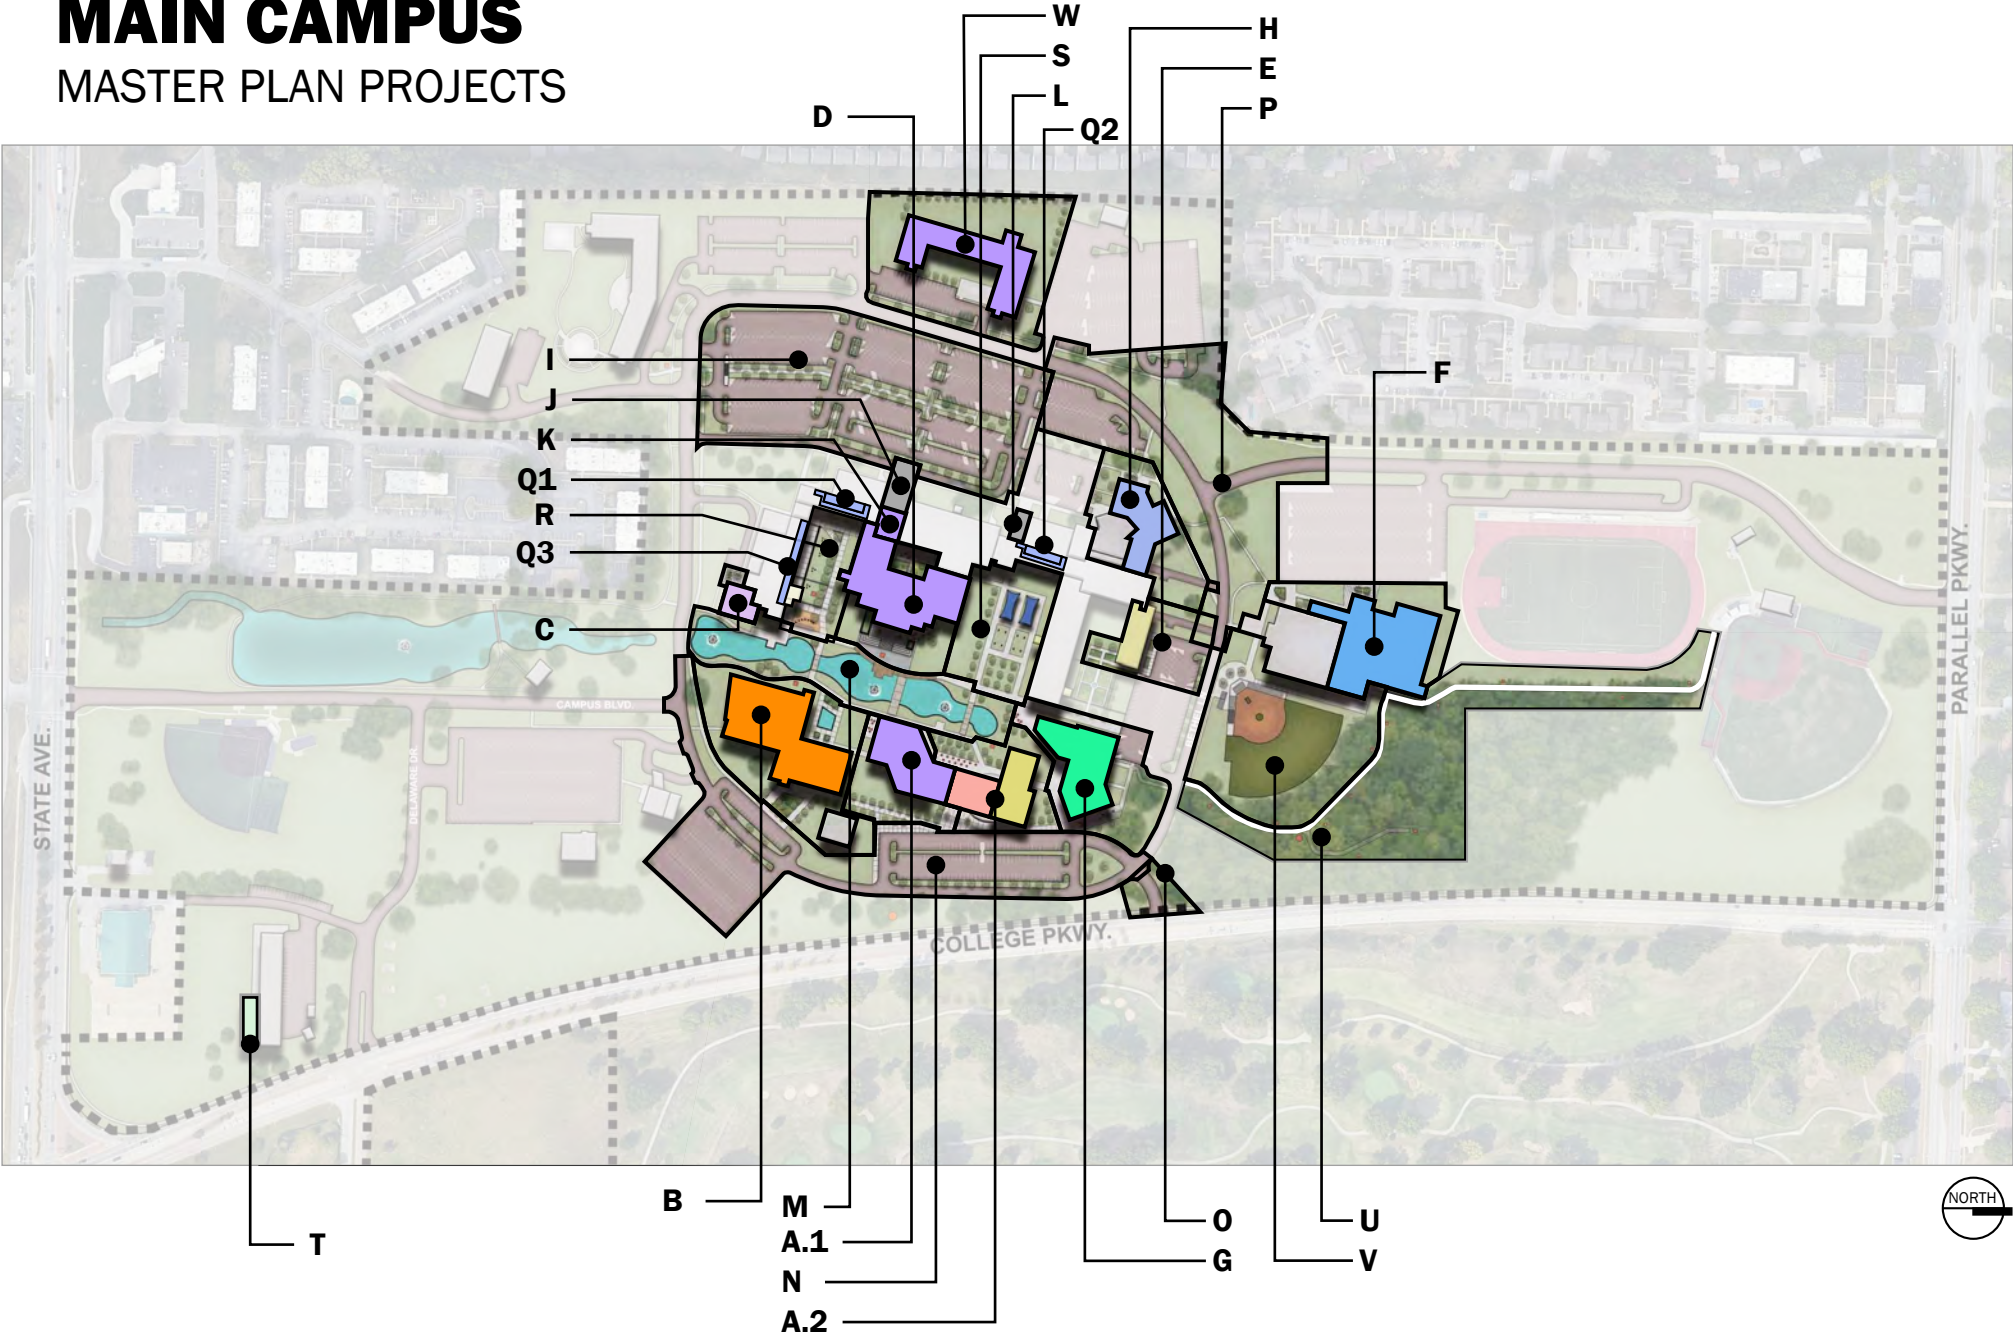 MAIN CAMPUS
MASTER PLAN PROJECTS
W
S
L
Q2
D
H
E
P
F
I
J
K
Q1
R
Q3
C
CAMPUS BLVD.
DELAWARE DR.
STATE AVE.
PARALLEL PKWY.
COLLEGE PKWY.
NORTH
T
B
M
A.1
N
A.2
O
G
U
V